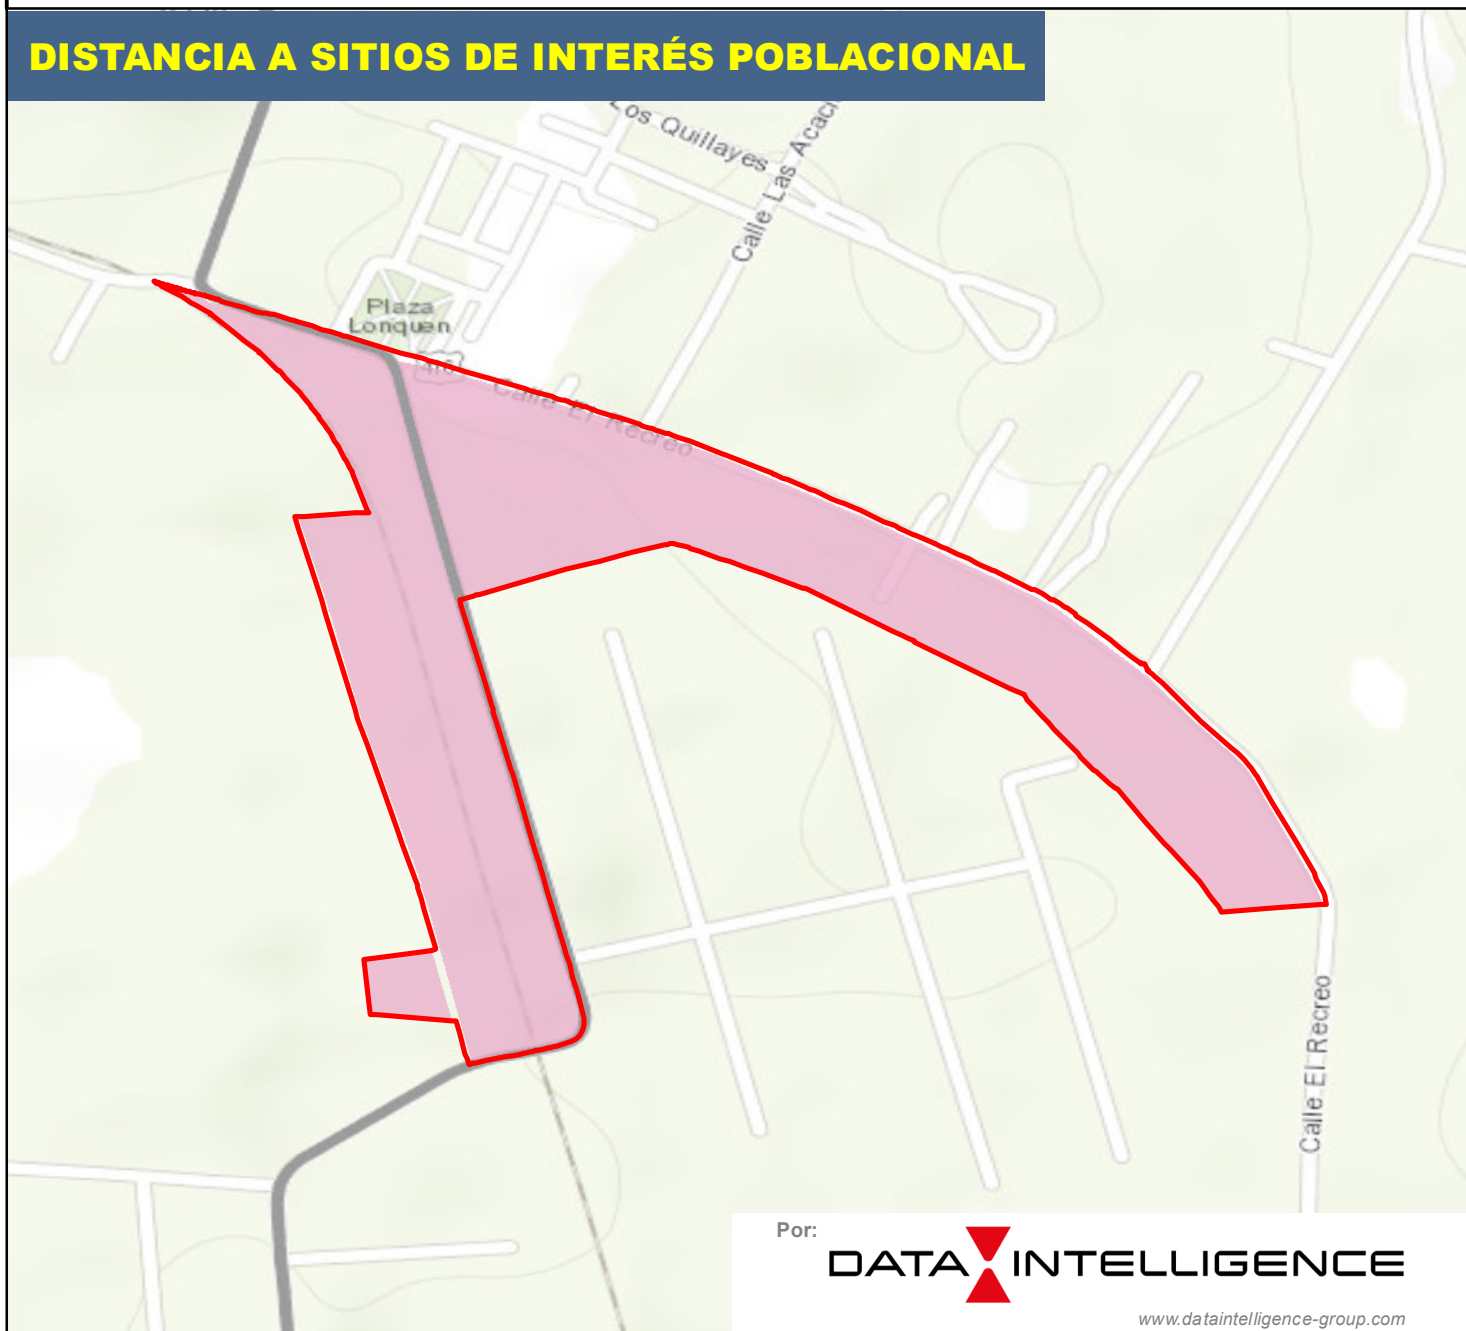 DISTANCIA A SITIOS DE INTERÉS POBLACIONAL
Los Quillayes
Calle Las Acaci
Plaza
Lonquen
Calle El Recreo
Calle El Recreo
Por:
DATA INTELLIGENCE
www.dataintelligence-group.com